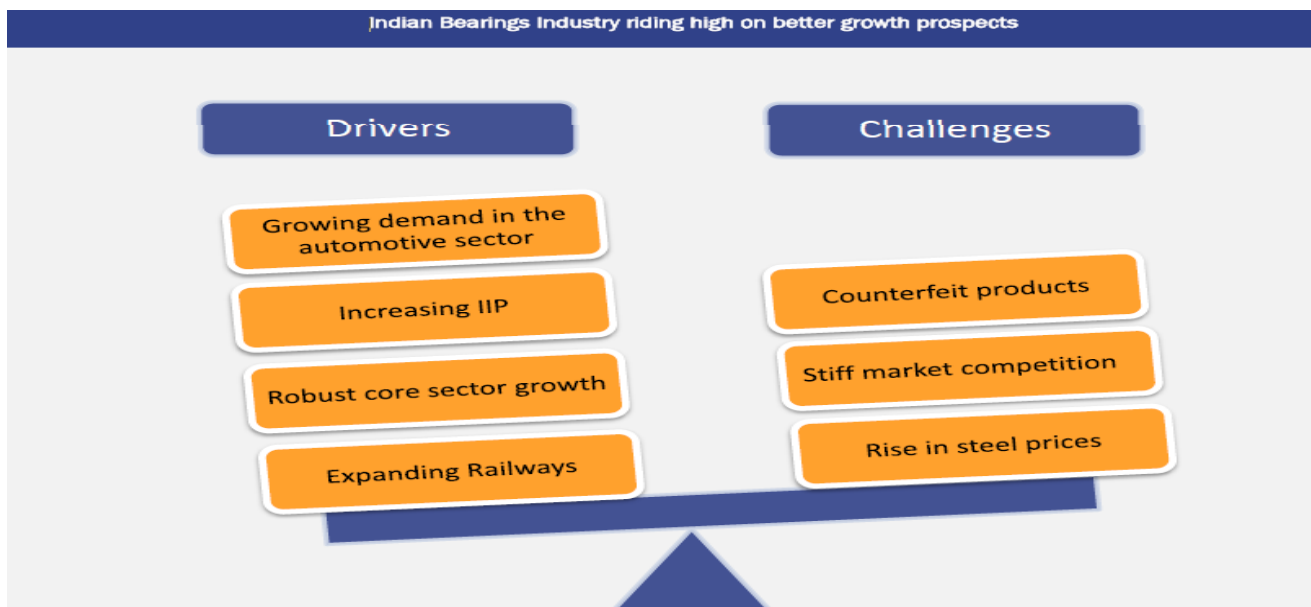 Indian Bearings Industry riding high on better growth prospects
Drivers
Growing demand in the
automotive sector
Increasing IIP
Robust core sector growth
Expanding Railways
Challenges
Counterfeit products
Stiff market competition
Rise in steel prices